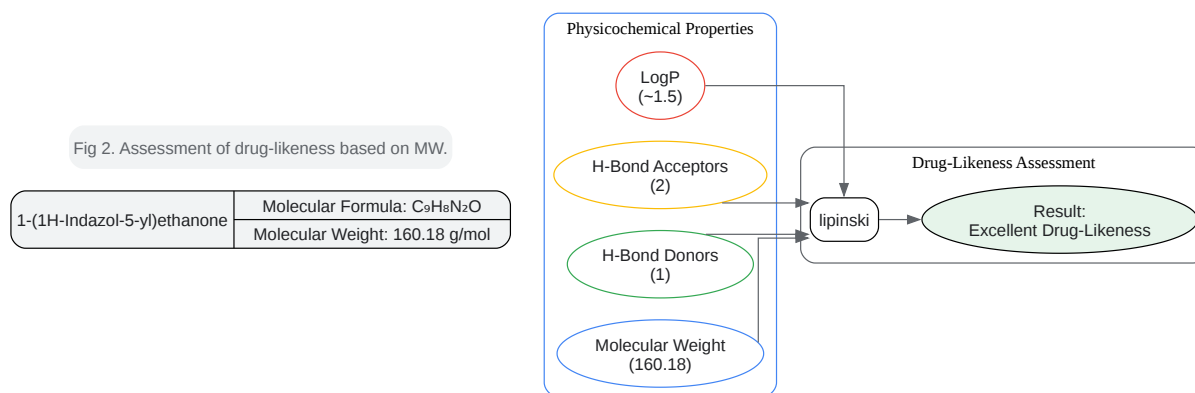 Fig 2. Assessment of drug-likeness based on MW.
1-(1H-Indazol-5-yl)ethanone
Molecular Formula: C₉H₈N₂O
Molecular Weight: 160.18 g/mol
Physicochemical Properties
LogP
(~1.5)
H-Bond Acceptors
(2)
H-Bond Donors
(1)
Molecular Weight
(160.18)
Drug-Likeness Assessment
lipinski
Result:
Excellent Drug-Likeness